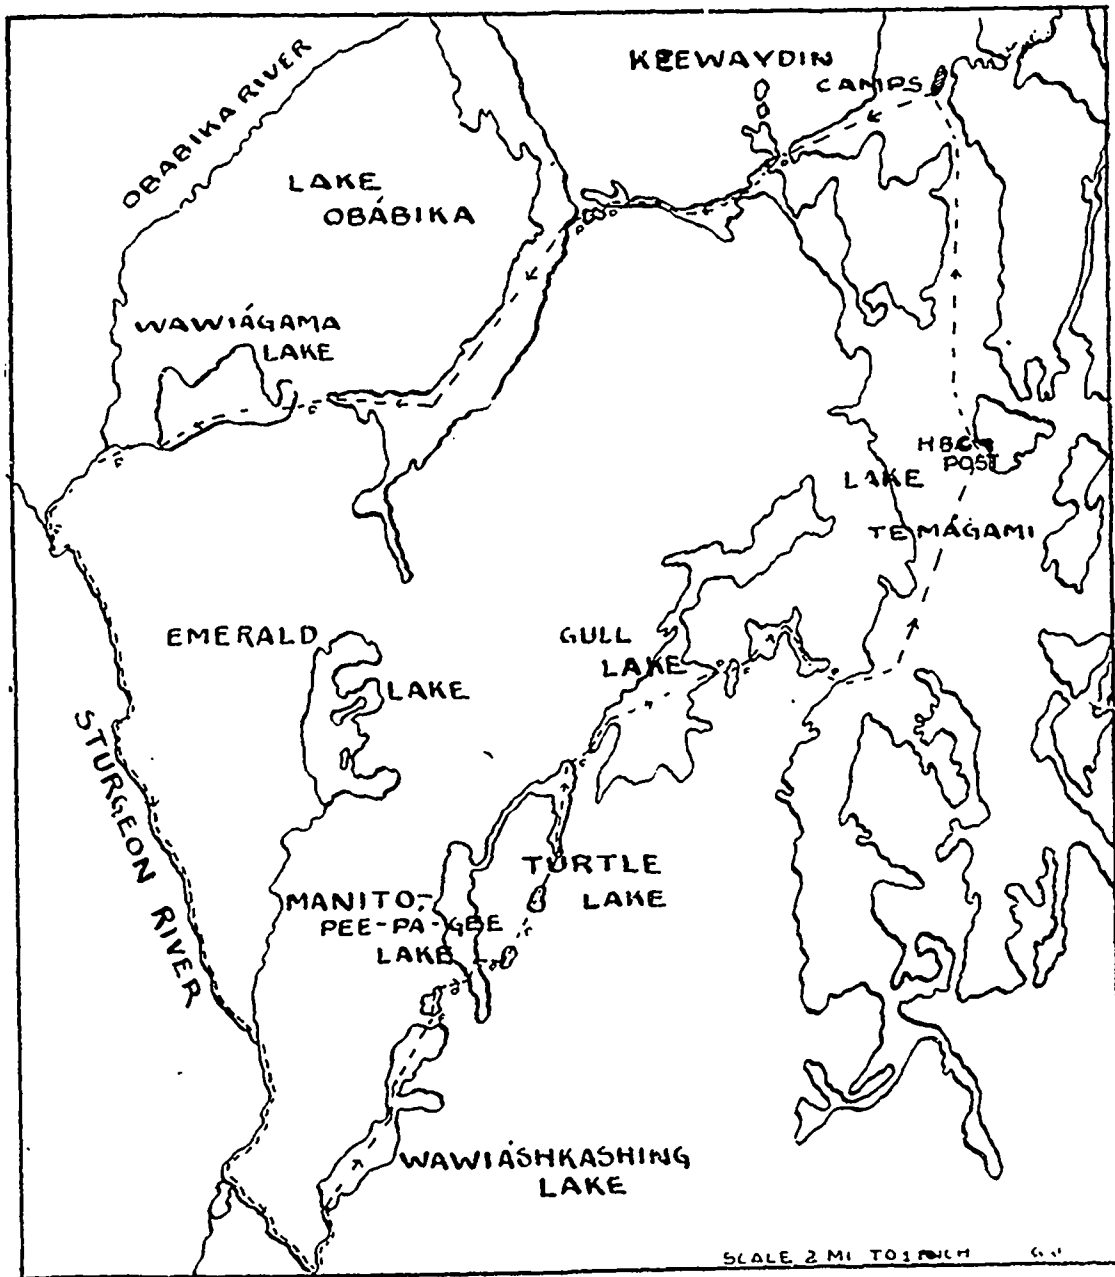 KEEWAYDIN
CAMPS
OBABIKA RIVER
LAKE
OBÁBIKA
WAWIÁGAMA
LAKE
HBC
POST
LAKE
TEMÁGAMI
EMERALD
LAKE
GULL
LAKE
STURGEON RIVER
TURTLE
LAKE
MANITO-
PEE-PA-GEE
LAKE
WAWIÁSHKASHING
LAKE
SCALE 2 MI TO 1 INCH